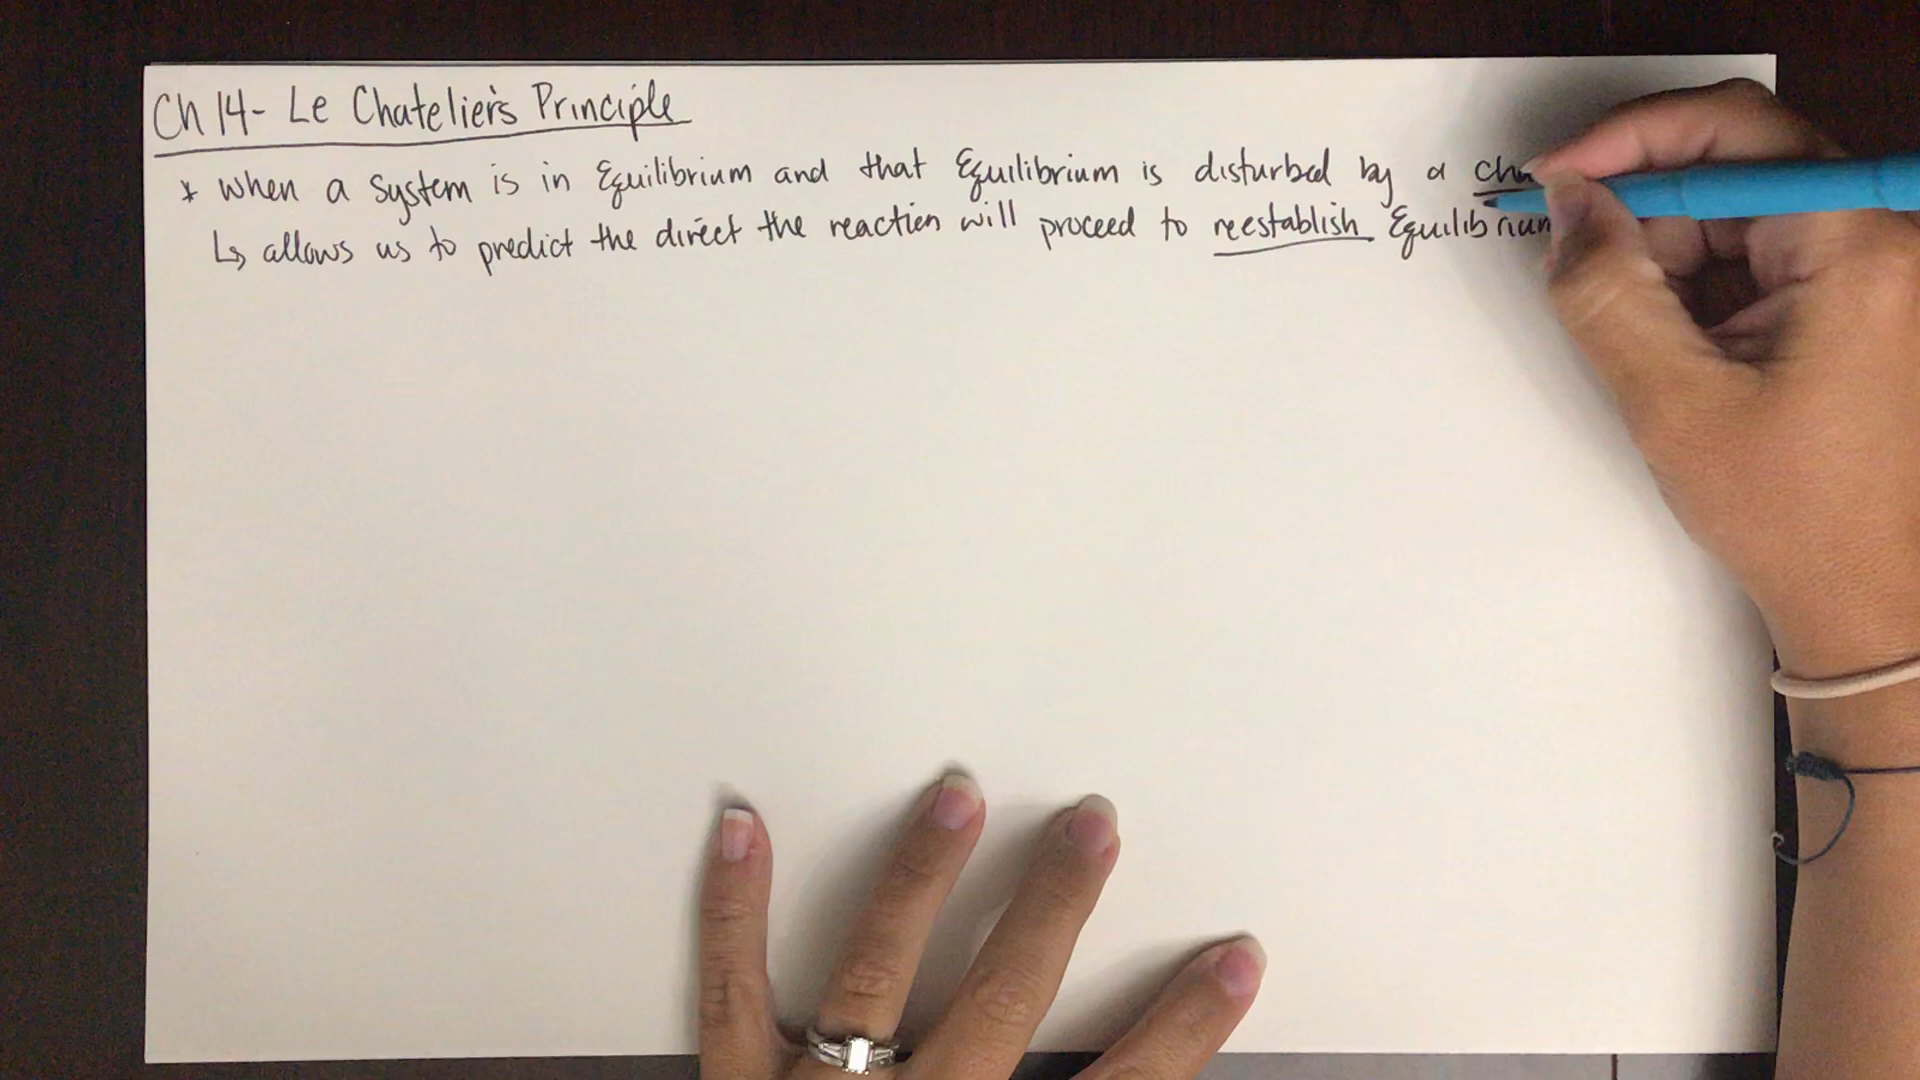 Ch 14- Le Chatelier's Principle
* when a system is in Equilibrium and that Equilibrium is disturbed by a
↳ allows us to predict the direct the reaction will proceed to reestablish Equilibrium